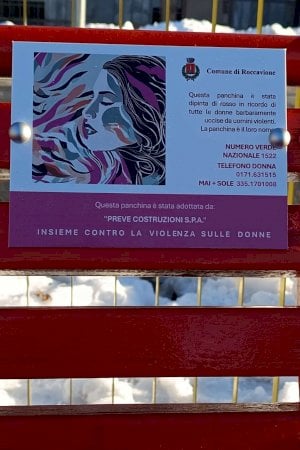 Comune di Roccavione
Questa panchina è stata
dipinta di rosso in ricordo di
tutte le donne barbaramente
uccise da uomini violenti.
La panchina è il loro nome
NUMERO VERDE
NAZIONALE 1522
TELEFONO DONNA
0171.631515
MAI + SOLE 335.1701008
Questa panchina è stata adottata da:
"PREVE COSTRUZIONI S.P.A."
INSIEME CONTRO LA VIOLENZA SULLE DONNE